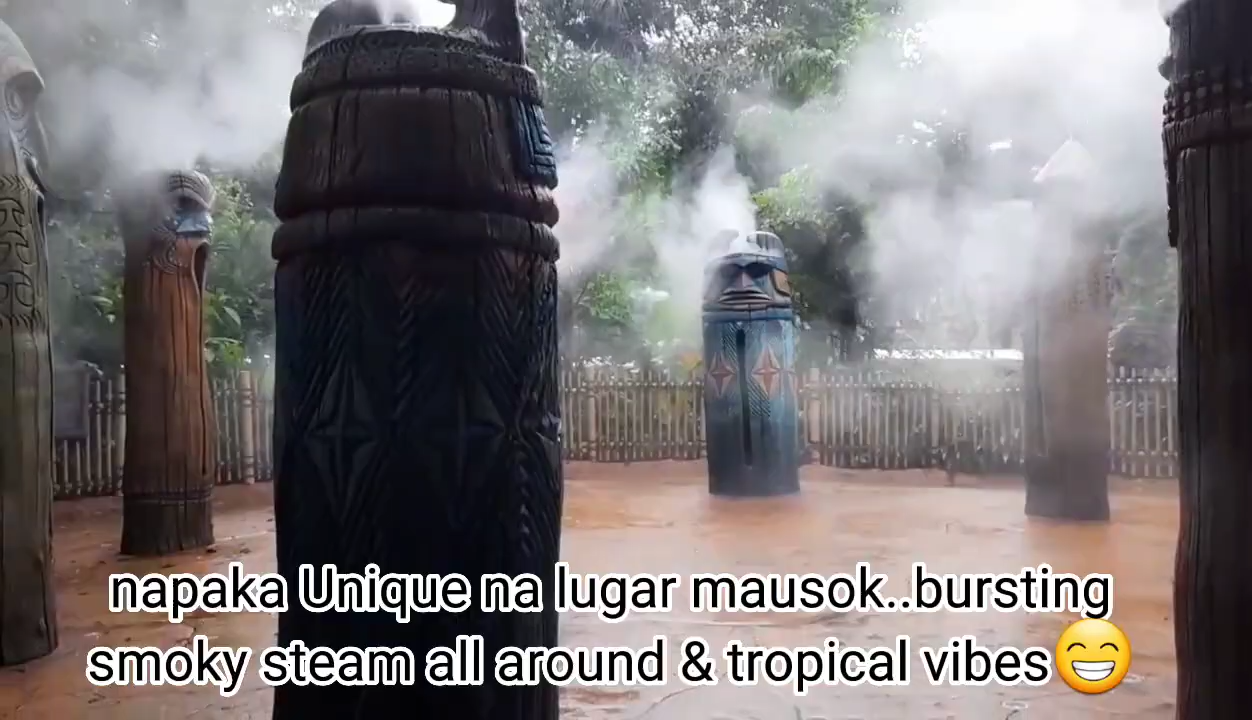 napaka Unique na lugar mausok..bursting
smoky steam all around & tropical vibes😁